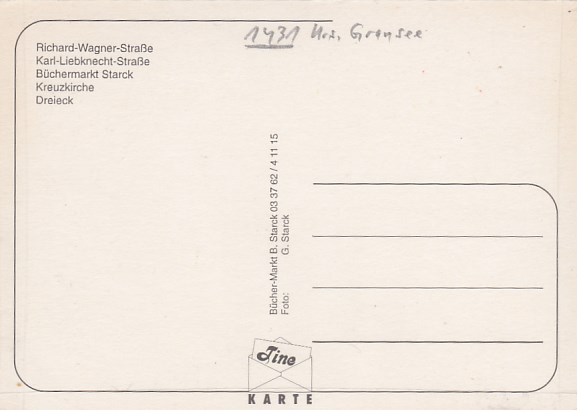 1431 Krs. Gransee
Richard-Wagner-Straße
Karl-Liebknecht-Straße
Büchermarkt Starck
Kreuzkirche
Dreieck
Bücher-Markt B. Starck 03 37 62 / 4 11 15
Foto: G. Starck
Tine
KARTE